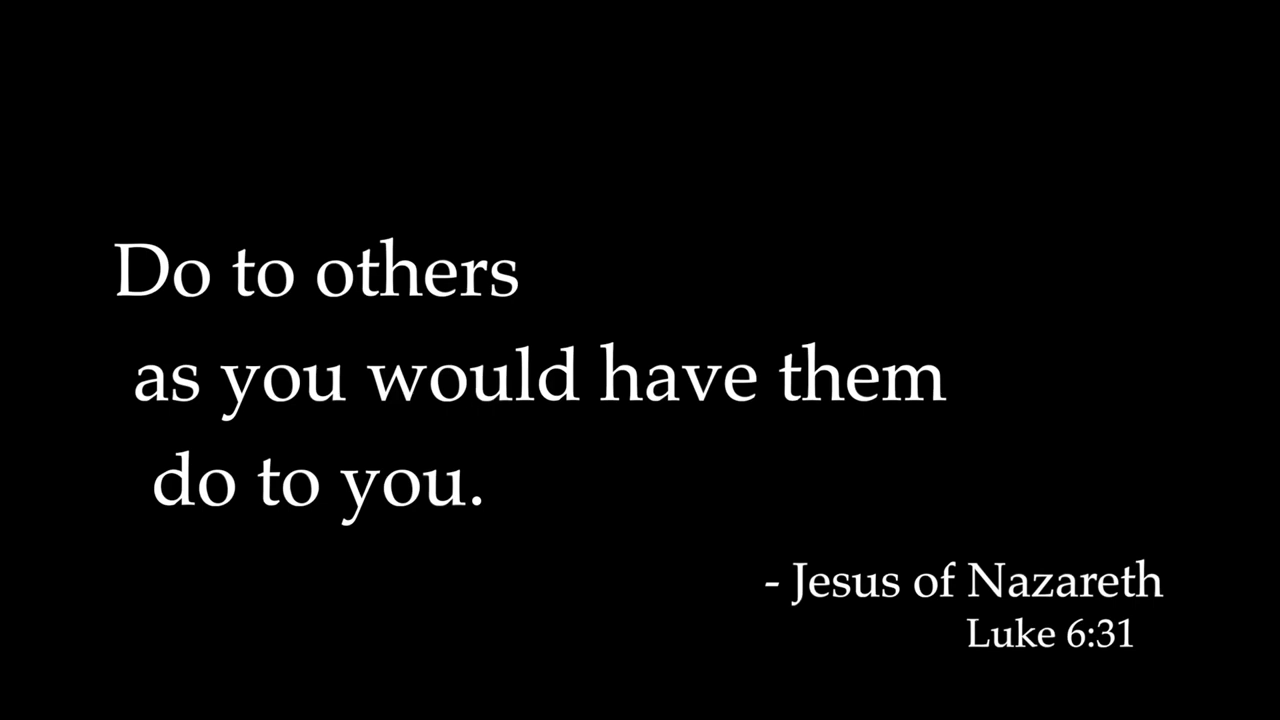 Do to others
as you would have them
do to you.
- Jesus of Nazareth
Luke 6:31